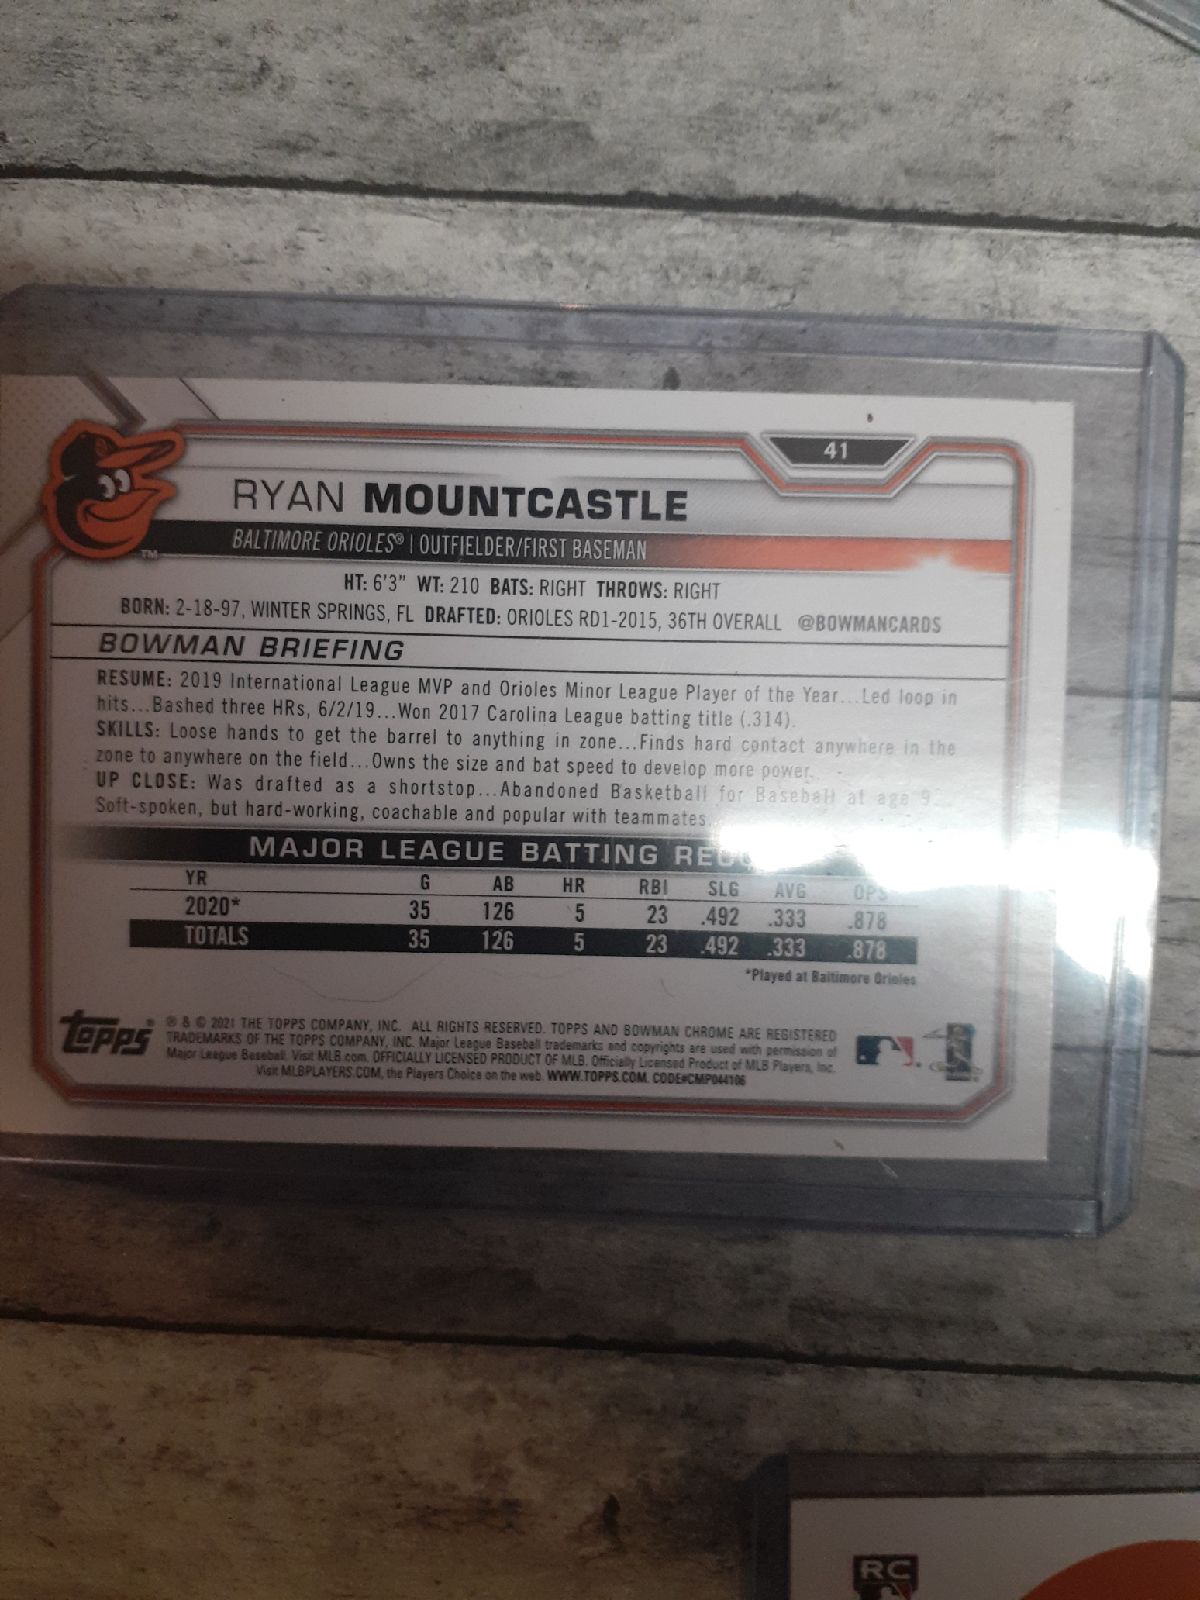 41
RYAN MOUNTCASTLE
BALTIMORE ORIOLES® | OUTFIELDER/FIRST BASEMAN
HT: 6'3" WT: 210 BATS: RIGHT THROWS: RIGHT
BORN: 2-18-97, WINTER SPRINGS, FL DRAFTED: ORIOLES RD1-2015, 36TH OVERALL @BOWMANCARDS
BOWMAN BRIEFING
RESUME: 2019 International League MVP and Orioles Minor League Player of the Year...Led loop in
hits...Bashed three HRs, 6/2/19...Won 2017 Carolina League batting title (.314).
SKILLS: Loose hands to get the barrel to anything in zone...Finds hard contact anywhere in the
zone to anywhere on the field...Owns the size and bat speed to develop more power.
UP CLOSE: Was drafted as a shortstop...Abandoned Basketball for Baseball at age 9...
Soft-spoken, but hard-working, coachable and popular with teammates.
MAJOR LEAGUE BATTING
YR G AB HR RBI SLG AVG OPS
2020* 35 126 5 23 .492 .333 .878
TOTALS 35 126 5 23 .492 .333 .878
*Played at Baltimore Orioles
TM
topps®
® & © 2021 THE TOPPS COMPANY, INC. ALL RIGHTS RESERVED. TOPPS AND BOWMAN CHROME ARE REGISTERED
TRADEMARKS OF THE TOPPS COMPANY, INC. Major League Baseball trademarks and copyrights are used with permission of
Major League Baseball. Visit MLB.com. OFFICIALLY LICENSED PRODUCT OF MLB. Officially Licensed Product of MLB Players, Inc.
Visit MLBPLAYERS.COM, the Players Choice on the web. WWW.TOPPS.COM. CODE#CMP044106
RC